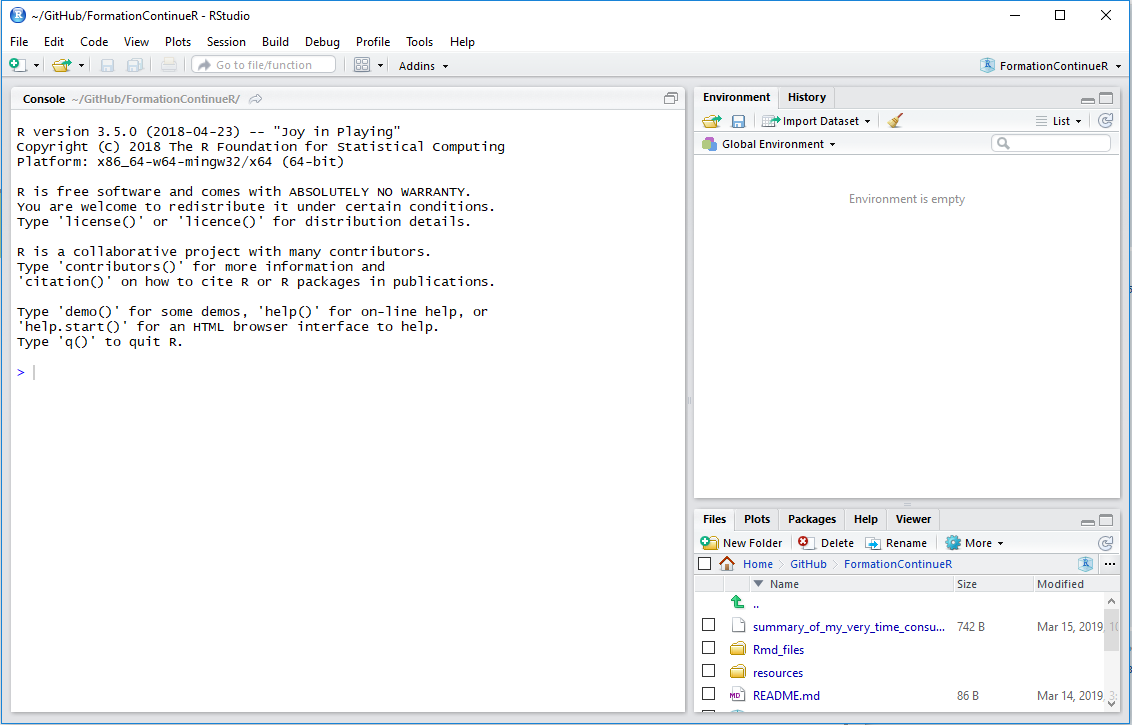 ~/GitHub/FormationContinueR - RStudio
File Edit Code View Plots Session Build Debug Profile Tools Help
Go to file/function Addins FormationContinueR
Console ~/GitHub/FormationContinueR/
R version 3.5.0 (2018-04-23) -- "Joy in Playing"
Copyright (C) 2018 The R Foundation for Statistical Computing
Platform: x86_64-w64-mingw32/x64 (64-bit)
R is free software and comes with ABSOLUTELY NO WARRANTY.
You are welcome to redistribute it under certain conditions.
Type 'license()' or 'licence()' for distribution details.
R is a collaborative project with many contributors.
Type 'contributors()' for more information and
'citation()' on how to cite R or R packages in publications.
Type 'demo()' for some demos, 'help()' for on-line help, or
'help.start()' for an HTML browser interface to help.
Type 'q()' to quit R.
>
Environment History
Import Dataset List
Global Environment
Environment is empty
Files Plots Packages Help Viewer
New Folder Delete Rename More
Home GitHub FormationContinueR ...
Name Size Modified
..
summary_of_my_very_time_consu... 742 B Mar 15, 2019,
Rmd_files
resources
README.md 86 B Mar 14, 2019,